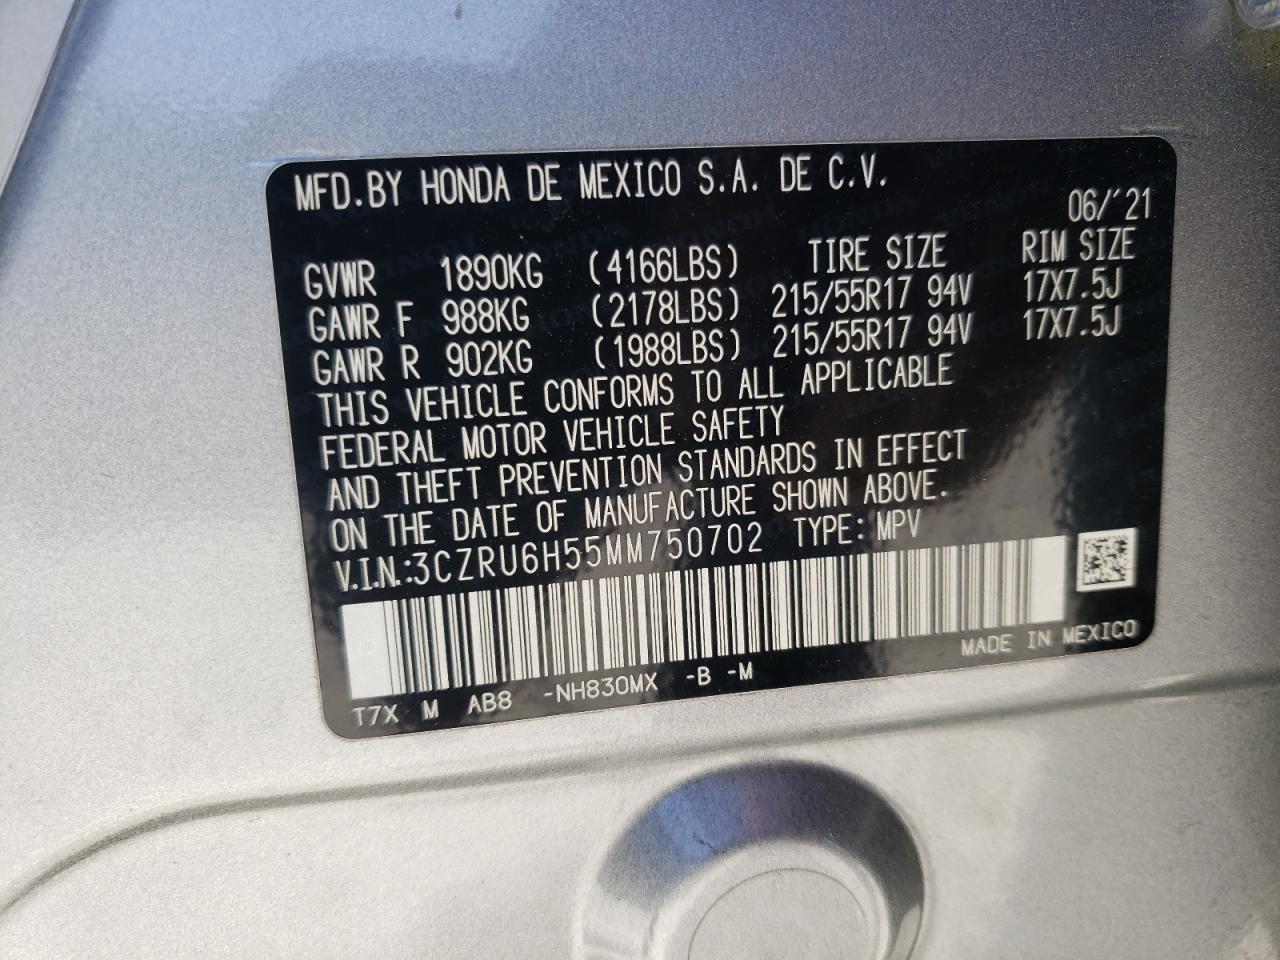 MFD.BY HONDA DE MEXICO S.A. DE C.V.
06/'21
GVWR 1890KG (4166LBS) TIRE SIZE RIM SIZE
GAWR F 988KG (2178LBS) 215/55R17 94V 17X7.5J
GAWR R 902KG (1988LBS) 215/55R17 94V 17X7.5J
THIS VEHICLE CONFORMS TO ALL APPLICABLE
FEDERAL MOTOR VEHICLE SAFETY
AND THEFT PREVENTION STANDARDS IN EFFECT
ON THE DATE OF MANUFACTURE SHOWN ABOVE.
V.I.N.:3CZRU6H55MM750702 TYPE: MPV
MADE IN MEXICO
T7X M AB8 -NH830MX -B -M